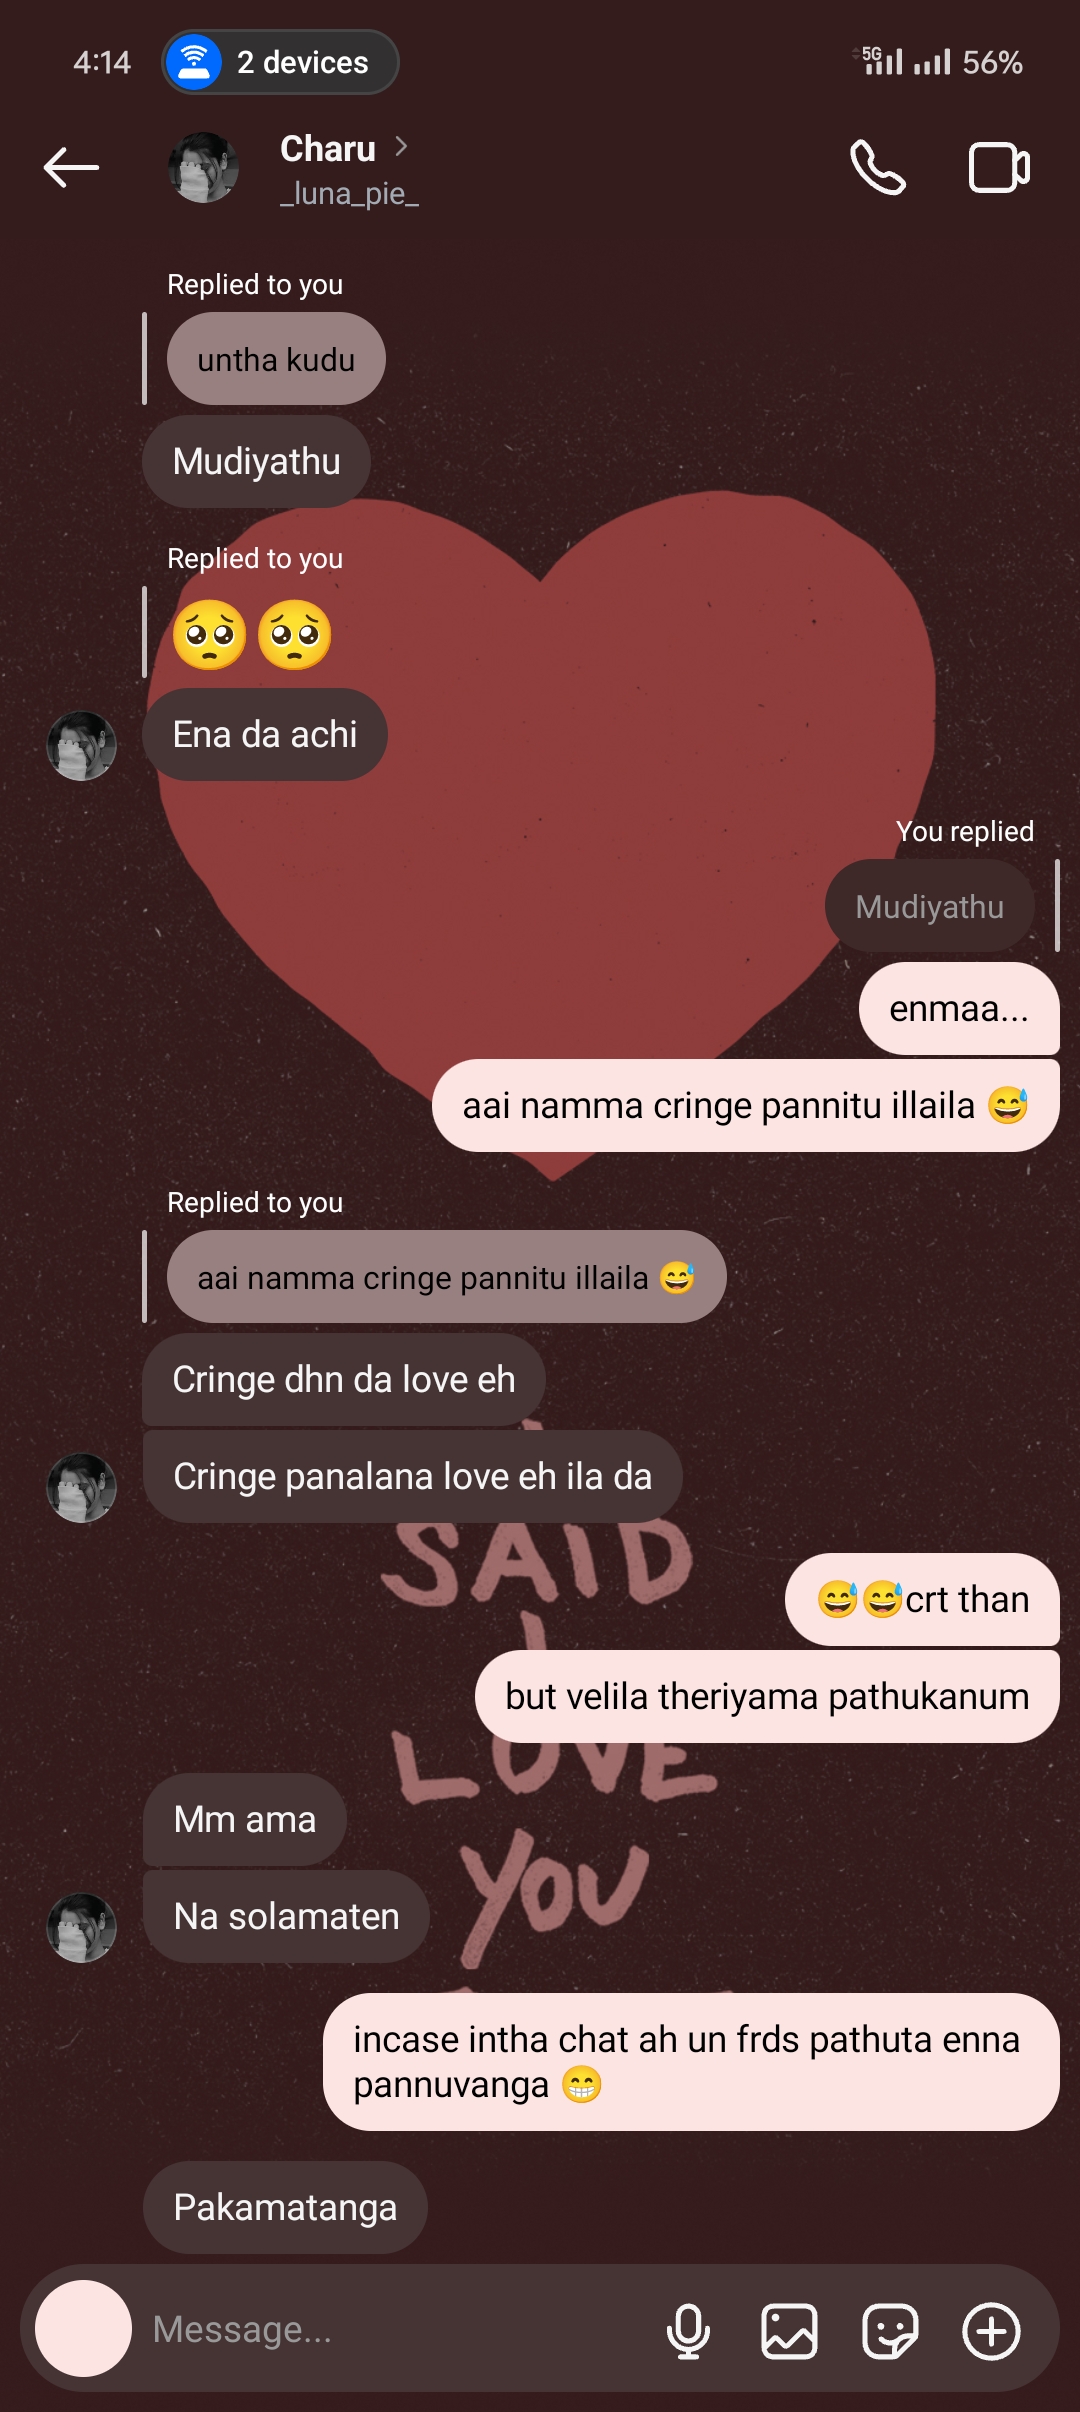 4:14
2 devices
5G
56%
Charu
_luna_pie_
Replied to you
untha kudu
Mudiyathu
Replied to you
🥺🥺
Ena da achi
You replied
Mudiyathu
enmaa...
aai namma cringe pannitu illaila 😅
Replied to you
aai namma cringe pannitu illaila 😅
Cringe dhn da love eh
Cringe panalana love eh ila da
SAID
😅😅crt than
I
but velila theriyama pathukanum
LOVE
Mm ama
YOU
Na solamaten
incase intha chat ah un frds pathuta enna
pannuvanga 😁
Pakamatanga
Message...